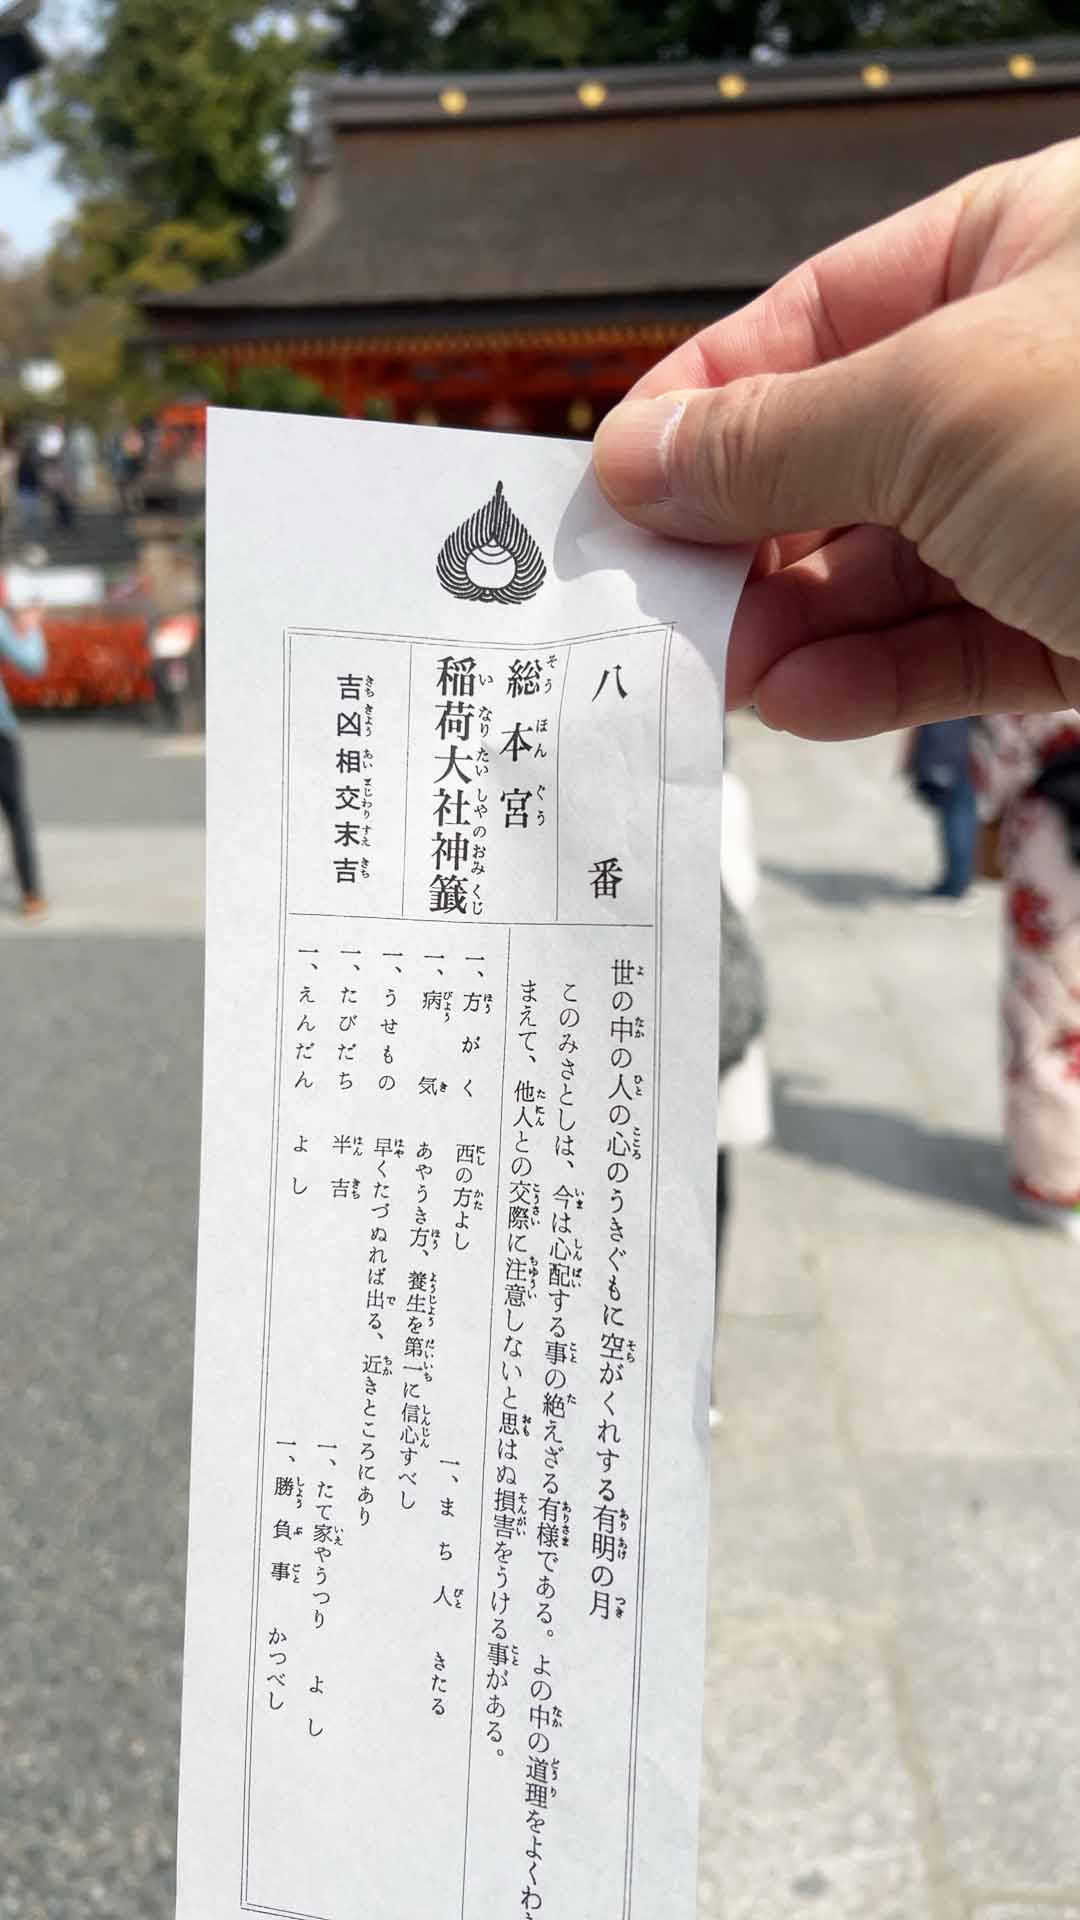 八番
総本宮
稲荷大社神籤
吉凶相交末吉
世の中の人の心のうきぐもに空がくれする有明の月
このみさとしは、今は心配する事の絶えざる有様である。よの中の道理をよくわき
まえて、他人との交際に注意しないと思はぬ損害をうける事がある。
一、方がく 西の方よし
一、まち人 きたる
一、病気 あやうき方、養生を第一に信心すべし
一、うせもの 早くたづぬれば出る、近きところにあり
一、たびだち 半吉
一、たて家やうつり よし
一、えんだん よし
一、勝負事 かつべし